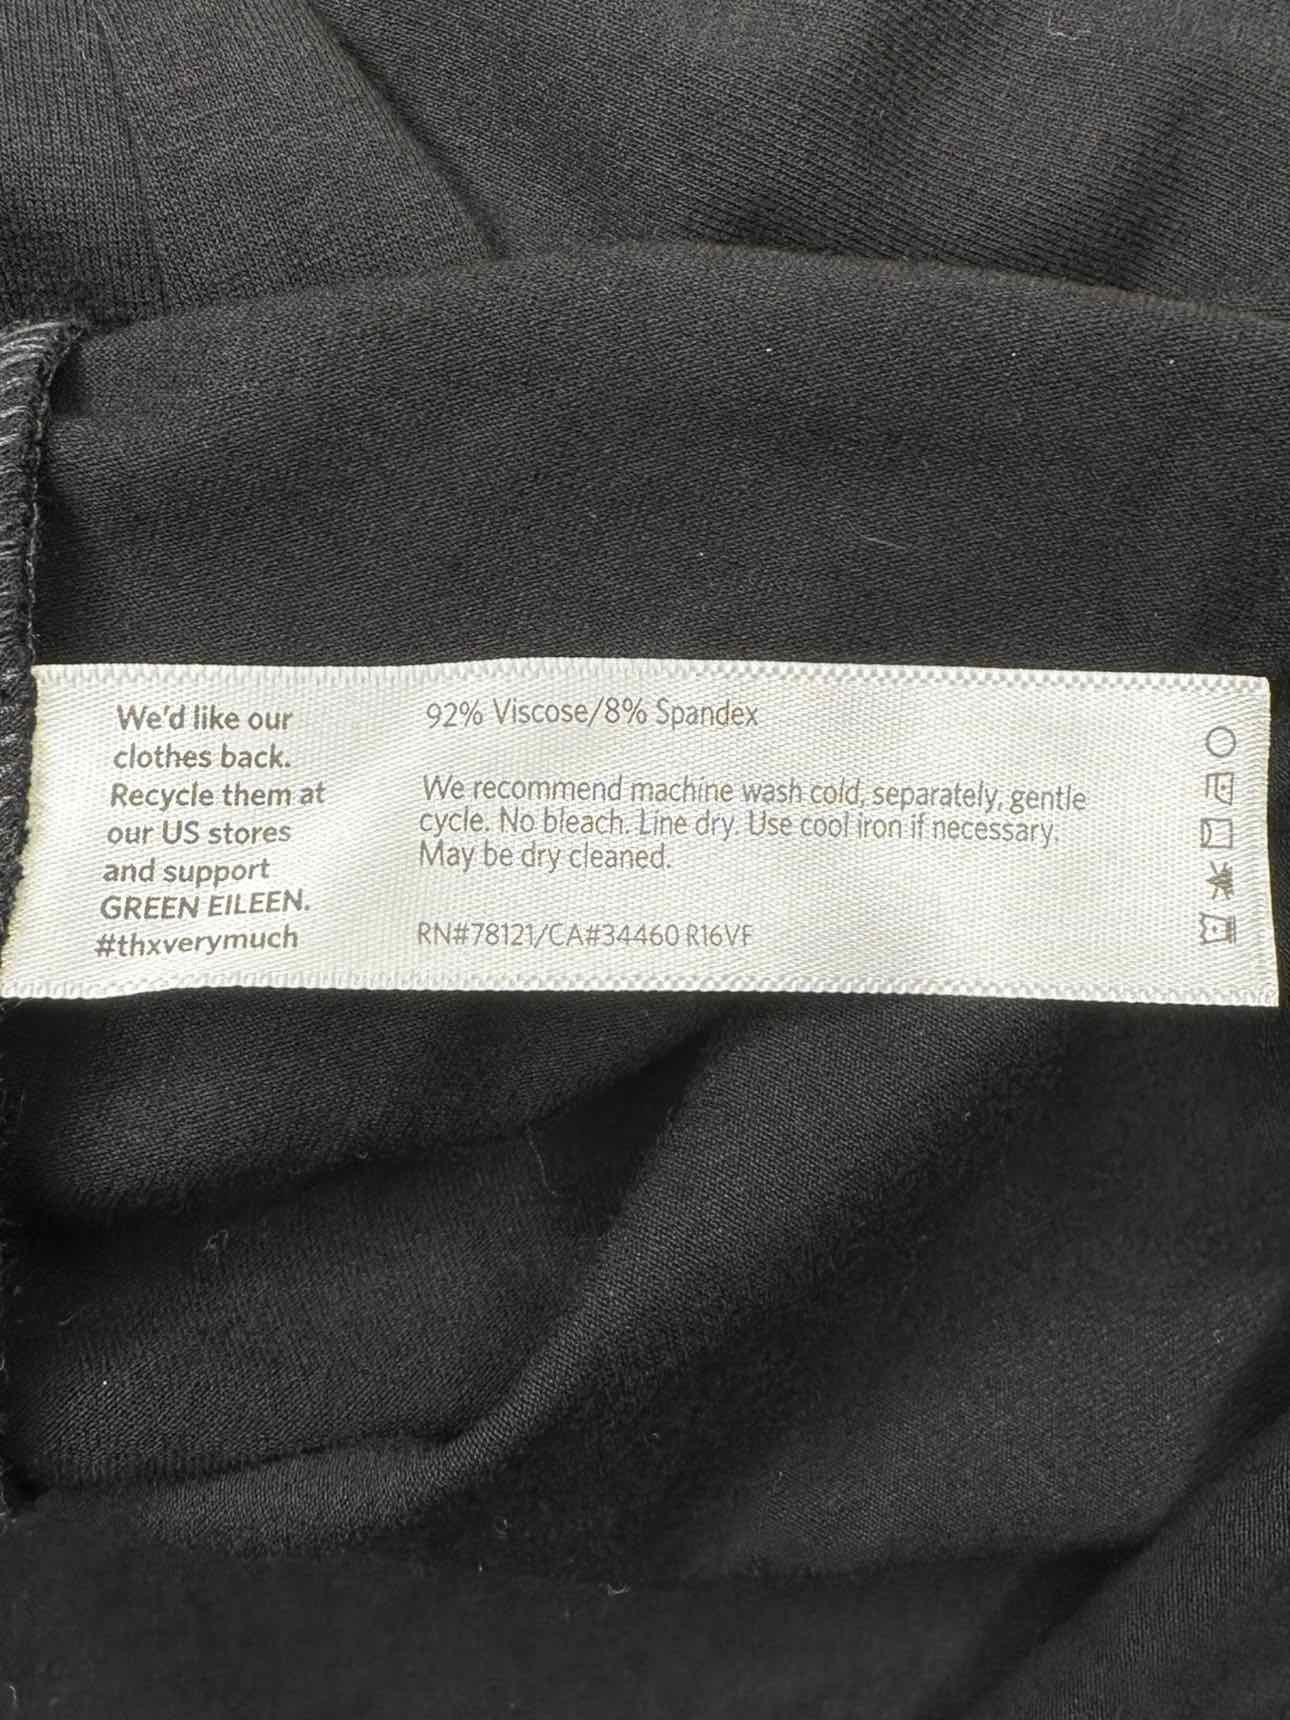 We'd like our
clothes back.
Recycle them at
our US stores
and support
GREEN EILEEN.
#thxverymuch
92% Viscose/8% Spandex
We recommend machine wash cold, separately, gentle
cycle. No bleach. Line dry. Use cool iron if necessary.
May be dry cleaned.
RN#78121/CA#34460 R16VF